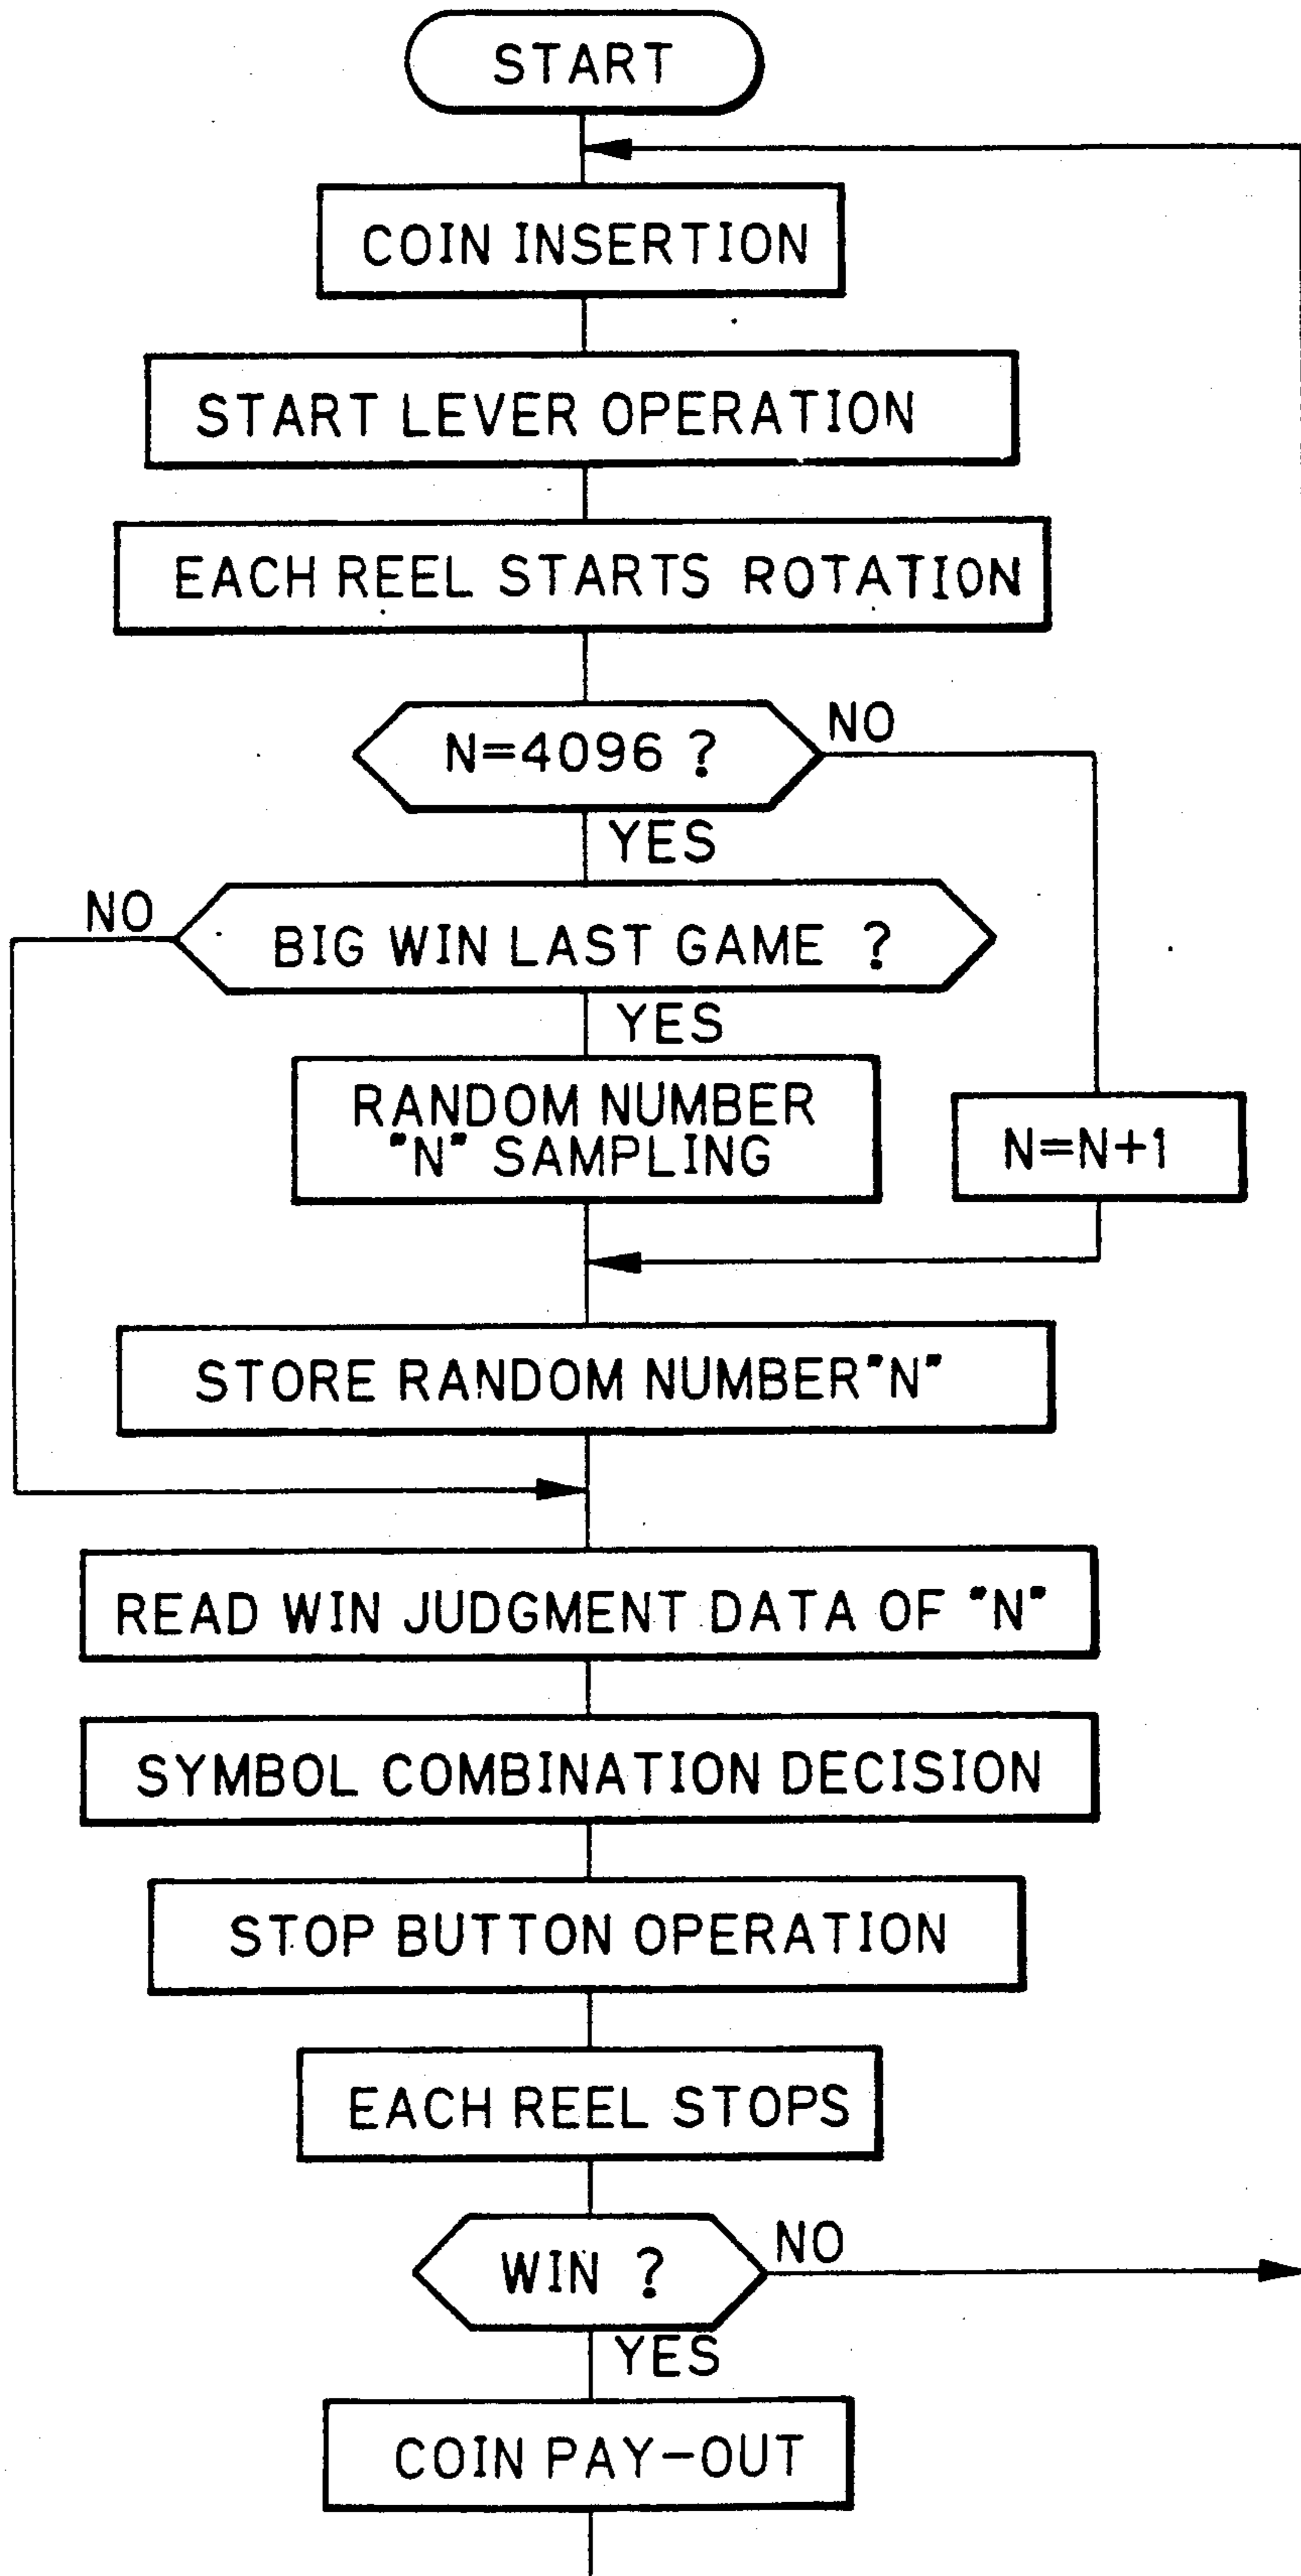 START
COIN INSERTION
START LEVER OPERATION
EACH REEL STARTS ROTATION
N=4096 ?
NO
YES
NO
BIG WIN LAST GAME ?
YES
RANDOM NUMBER
"N" SAMPLING
N=N+1
STORE RANDOM NUMBER "N"
READ WIN JUDGMENT DATA OF "N"
SYMBOL COMBINATION DECISION
STOP BUTTON OPERATION
EACH REEL STOPS
WIN ?
NO
YES
COIN PAY-OUT